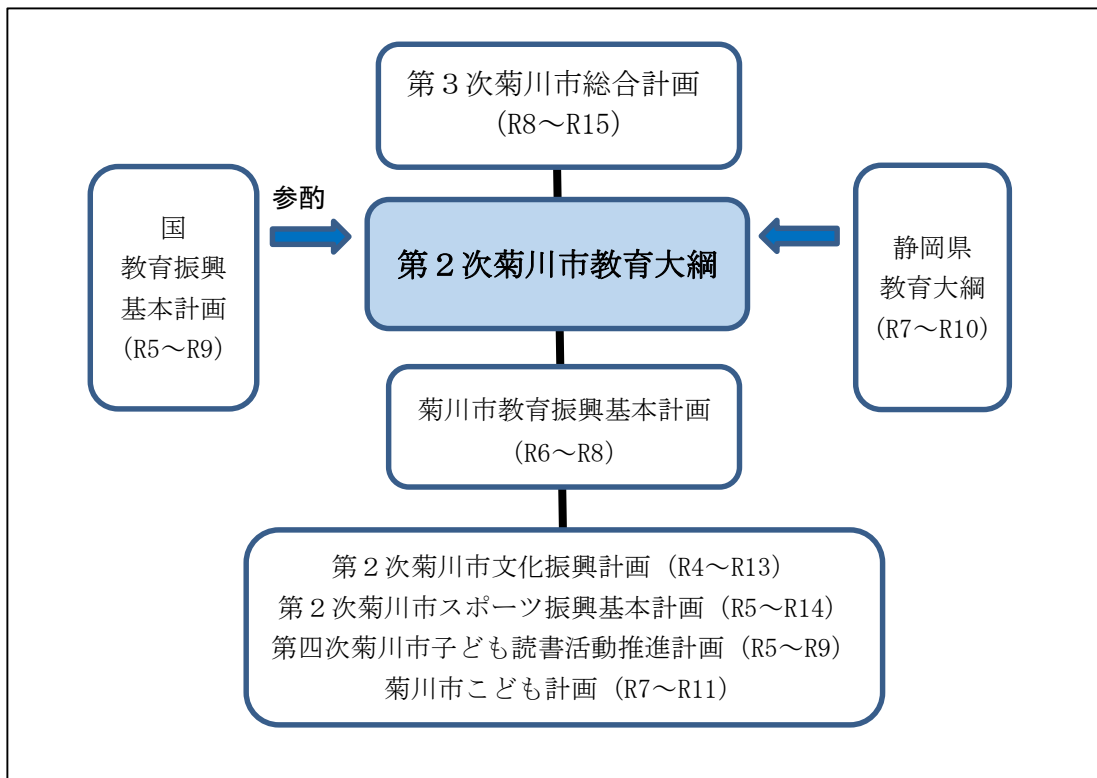 第３次菊川市総合計画
（R8～R15）
国
教育振興
基本計画
（R5～R9）
参酌
第２次菊川市教育大綱
静岡県
教育大綱
（R7～R10）
菊川市教育振興基本計画
（R6～R8）
第２次菊川市文化振興計画（R4～R13）
第２次菊川市スポーツ振興基本計画（R5～R14）
第四次菊川市子ども読書活動推進計画（R5～R9）
菊川市こども計画（R7～R11）